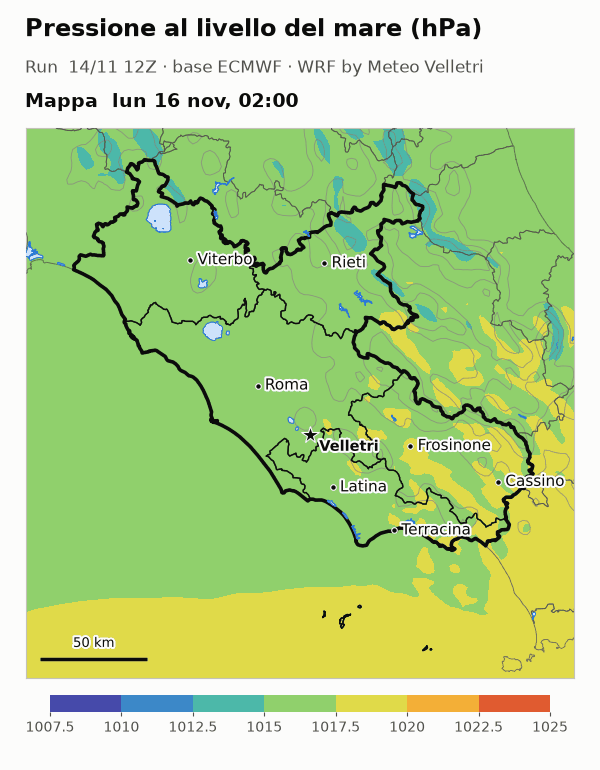 Pressione al livello del mare (hPa)
Run  14/11 12Z · base ECMWF · WRF by Meteo Velletri
Mappa  lun 16 nov, 02:00
Viterbo
Rieti
Roma
Velletri
Frosinone
Latina
Cassino
Terracina
50 km
1007.5 1010 1012.5 1015 1017.5 1020 1022.5 1025